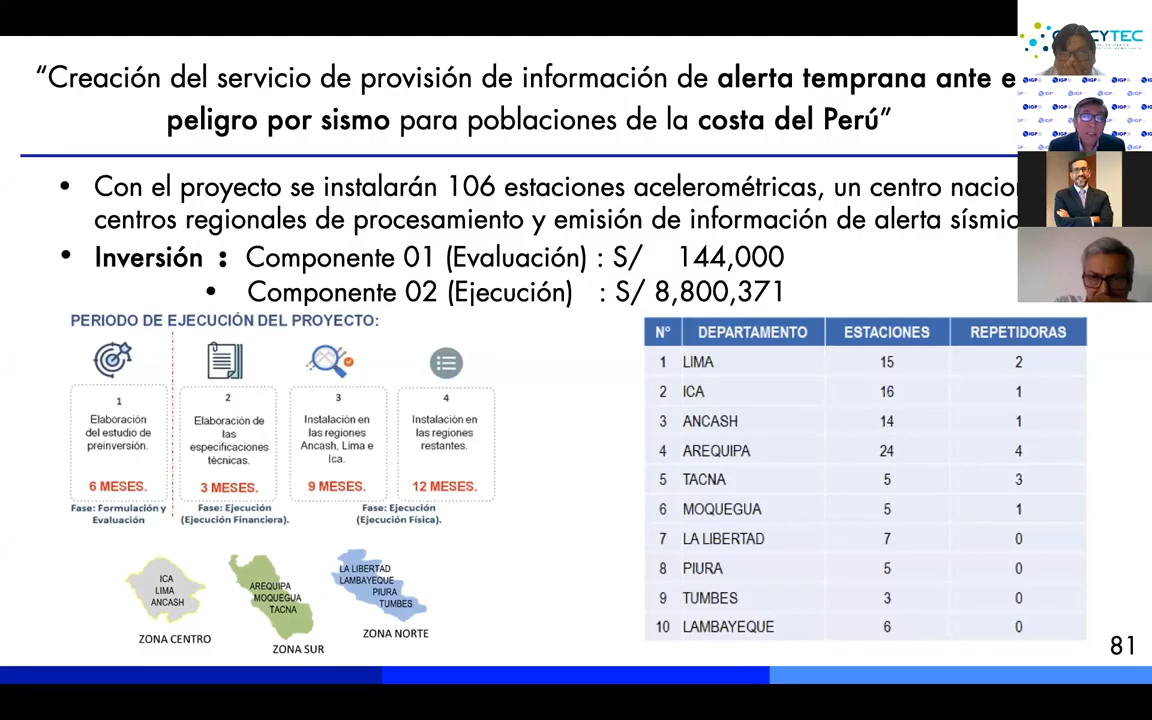 “Creación del servicio de provisión de información de alerta temprana ante e
peligro por sismo para poblaciones de la costa del Perú”
• Con el proyecto se instalarán 106 estaciones acelerométricas, un centro nacion
centros regionales de procesamiento y emisión de información de alerta sísmic
• Inversión : Componente 01 (Evaluación) : S/ 144,000
• Componente 02 (Ejecución) : S/ 8,800,371
PERIODO DE EJECUCIÓN DEL PROYECTO:
1
Elaboración
del estudio de
preinversión.
6 MESES.
Fase: Formulación y
Evaluación
2
Elaboración de
las
especificaciones
técnicas.
3 MESES.
Fase: Ejecución
(Ejecución Financiera).
3
Instalación en
las regiones
Ancash, Lima e
Ica.
9 MESES.
4
Instalación en
las regiones
restantes.
12 MESES.
Fase: Ejecución
(Ejecución Física).
ICA
LIMA
ANCASH
ZONA CENTRO
AREQUIPA
MOQUEGUA
TACNA
ZONA SUR
LA LIBERTAD
LAMBAYEQUE
PIURA
TUMBES
ZONA NORTE
N° DEPARTAMENTO ESTACIONES REPETIDORAS
1 LIMA 15 2
2 ICA 16 1
3 ANCASH 14 1
4 AREQUIPA 24 4
5 TACNA 5 3
6 MOQUEGUA 5 1
7 LA LIBERTAD 7 0
8 PIURA 5 0
9 TUMBES 3 0
10 LAMBAYEQUE 6 0
81
CYTEC
IGP